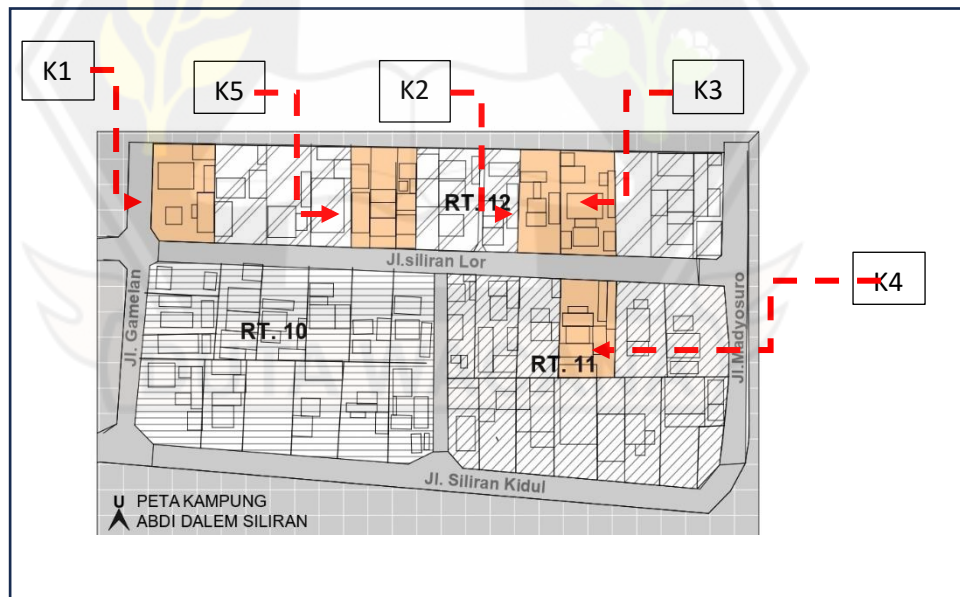 K1
K5
K2
K3
RT. 12
Jl.siliran Lor
K4
Jl. Gamelan
RT. 10
Jl.Madyosuro
RT. 11
Jl. Siliran Kidul
U PETA KAMPUNG
ABDI DALEM SILIRAN